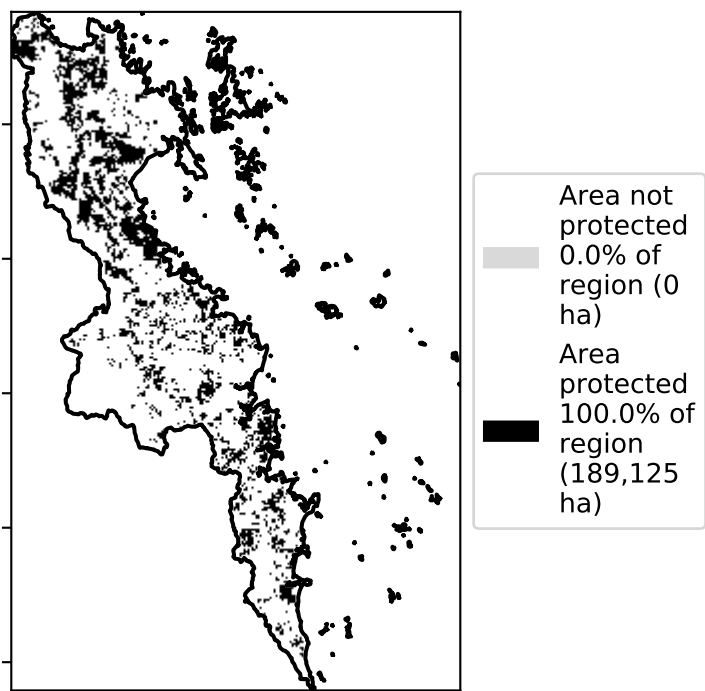 Area not
protected
0.0% of
region (0
ha)
Area
protected
100.0% of
region
(189,125
ha)